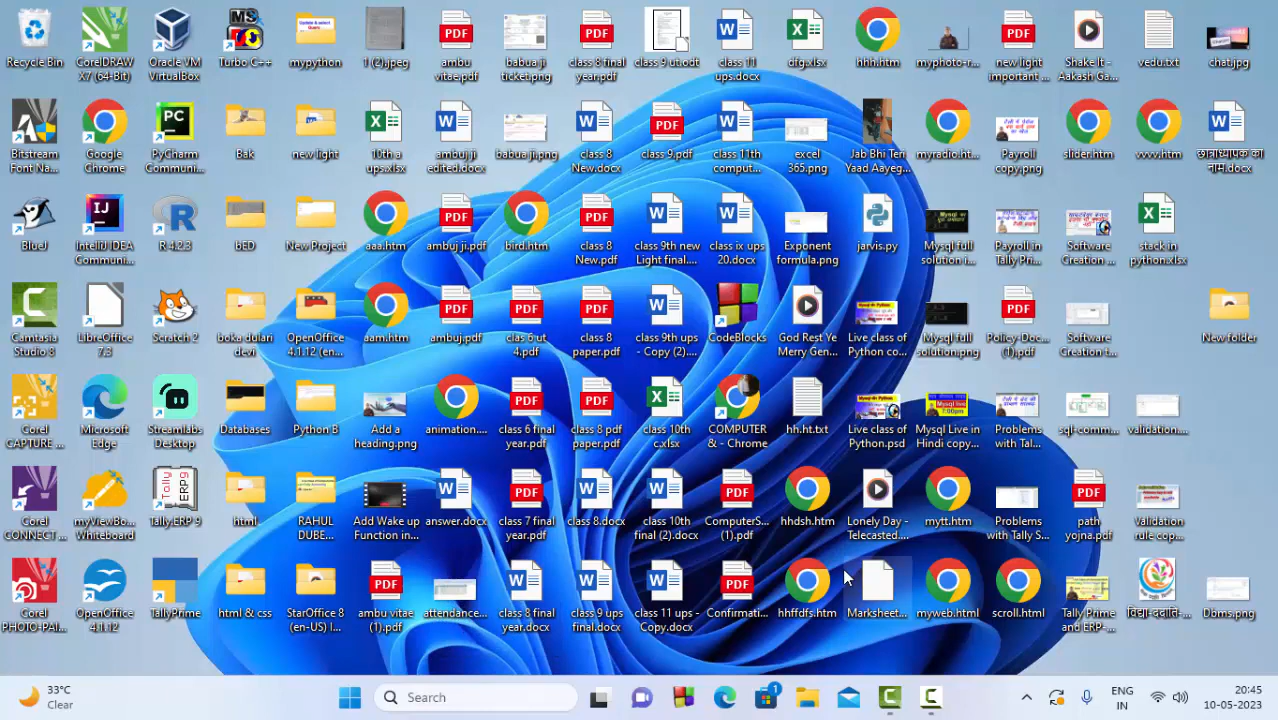 Recycle Bin
CorelDRAW X7 (64-Bit)
Oracle VM VirtualBox
Turbo C++
mypython
1 (2).jpeg
ambu vitae.pdf
babua ji ticket.png
class 8 final year.pdf
class 9 ut.odt
class 11 ups.docx
dfg.xlsx
hhh.htm
myphoto-r...
new light important ...
Shake It - Aakash Ga...
vedu.txt
chat.jpg
Bitstream Font Na...
Google Chrome
PyCharm Communi...
Bak
new light
10th a ups.xlsx
ambuj ji edited.docx
babua ji.png
class 8 New.docx
class 9.pdf
class 11th comput...
excel 365.png
Jab Bhi Teri Yaad Aayeg...
myradio.ht...
Payroll copy.png
slider.htm
vvvv.htm
छात्राध्यापक का नाम.docx
BlueJ
IntelliJ IDEA Communi...
R 4.2.3
bED
New Project
aaa.htm
ambuj ji.pdf
bird.htm
class 8 New.pdf
class 9th new Light final....
class ix ups 20.docx
Exponent formula.png
jarvis.py
Mysql full solution i...
Payroll in Tally Pri...
Software Creation ...
stack in python.xlsx
Camtasia Studio 8
LibreOffice 7.3
Scratch 2
boka dulari devi
OpenOffice 4.1.12 (en...
aam.htm
ambuj.pdf
clas 6 ut 4.pdf
class 8 paper.pdf
class 9th ups - Copy (2)....
CodeBlocks
God Rest Ye Merry Gen...
Live class of Python co...
Mysql full solution.png
Policy-Doc... (1).pdf
Software Creation t...
New folder
Corel CAPTURE ...
Microsoft Edge
Streamlabs Desktop
Databases
Python B
Add a heading.png
animation....
class 6 final year.pdf
class 8 pdf paper.pdf
class 10th c.xlsx
COMPUTER & - Chrome
hh.ht.txt
Live class of Python.psd
Mysql Live in Hindi copy...
Problems with Tal...
sql-comm...
validation....
Corel CONNECT ...
myViewBo... Whiteboard
Tally.ERP 9
html
RAHUL DUBE...
Add Wake up Function in...
answer.docx
class 7 final year.pdf
class 8.docx
class 10th final (2).docx
ComputerS... (1).pdf
hhdsh.htm
Lonely Day - Telecasted....
mytt.htm
Problems with Tally S...
path yojna.pdf
Validation rule cop...
Corel PHOTO-PAI...
OpenOffice 4.1.12
TallyPrime
html & css
StarOffice 8 (en-US) I...
ambu vitae (1).pdf
attendance...
class 8 final year.docx
class 9 ups final.docx
class 11 ups - Copy.docx
Confirmati...
hhffdfs.htm
Marksheet...
myweb.html
scroll.html
Tally Prime and ERP-...
विद्या-ददाति-...
Dbms.png
33°C
Clear
Search
ENG
IN
20:45
10-05-2023